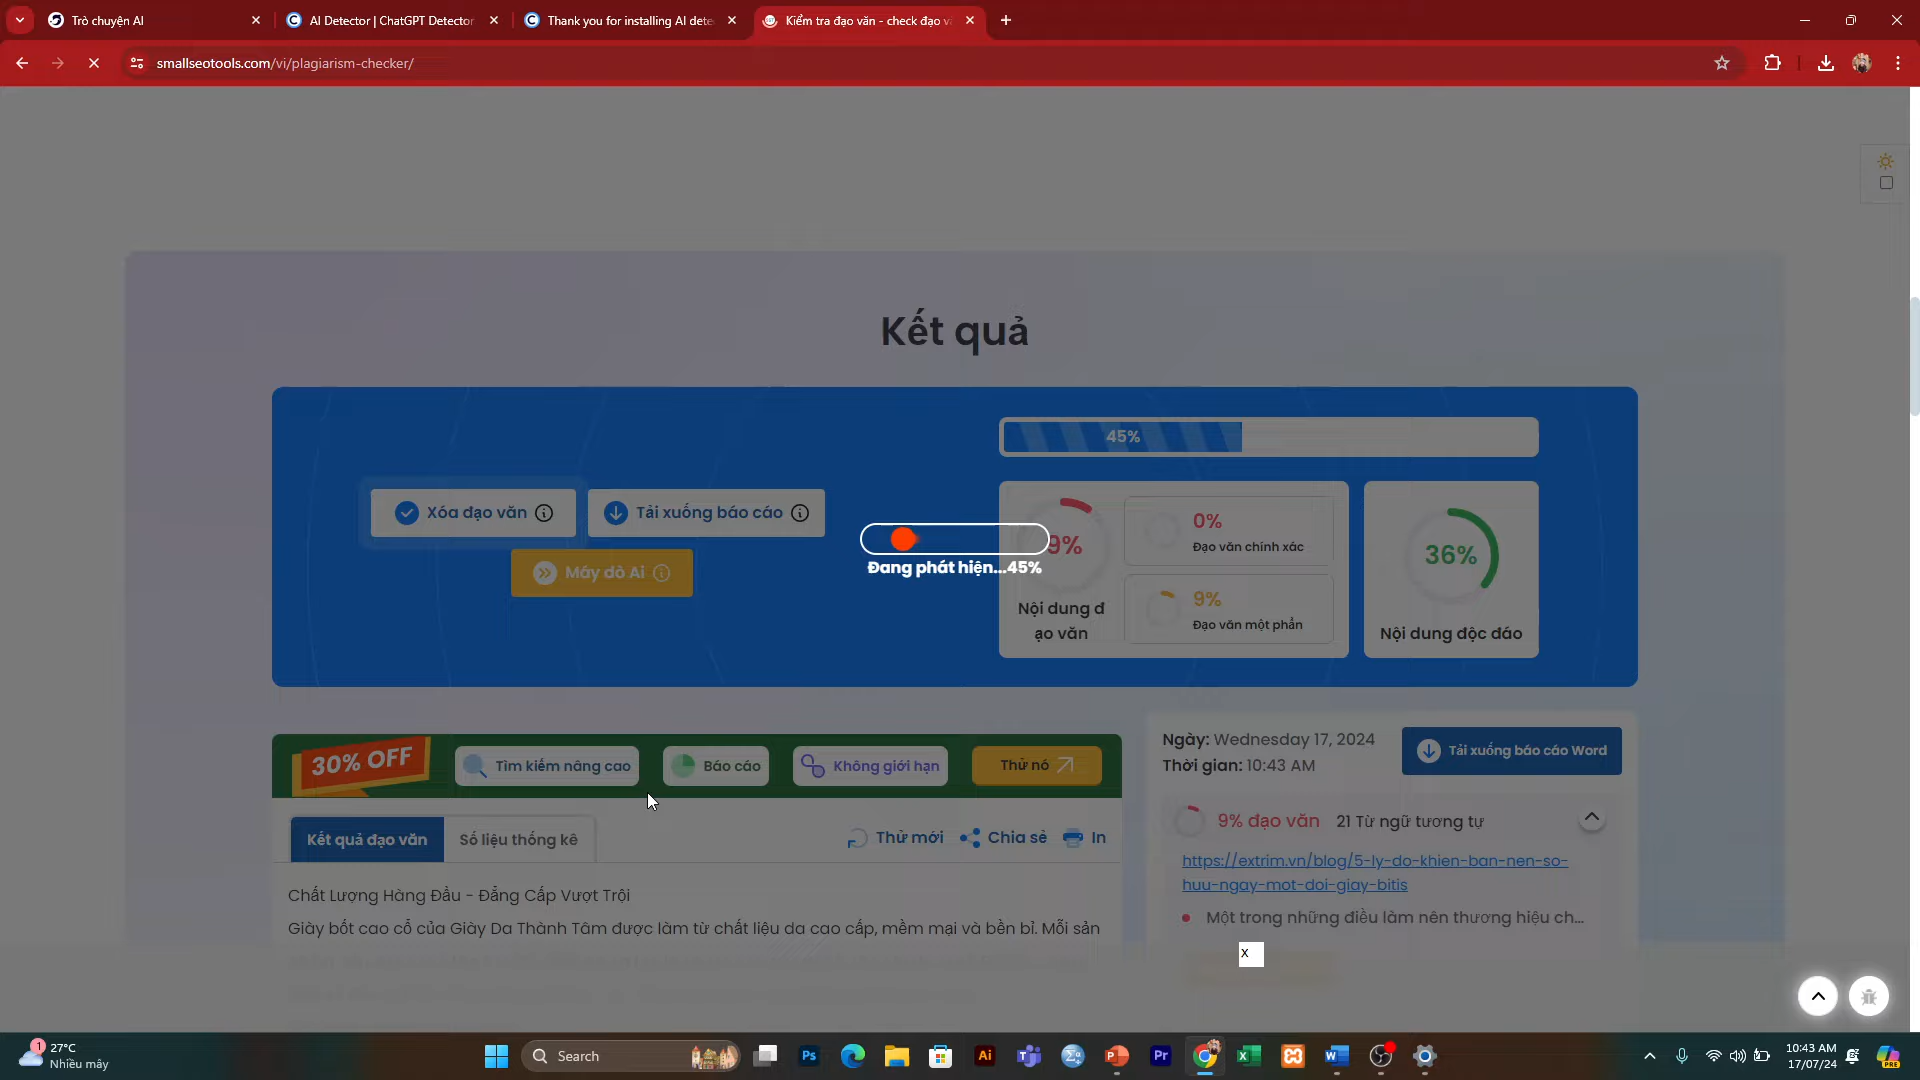 Trò chuyện AI
AI Detector | ChatGPT Detector
Thank you for installing AI dete
Kiểm tra đạo văn - check đạo v
smallseotools.com/vi/plagiarism-checker/
Kết quả
45%
Xóa đạo văn
Tải xuống báo cáo
Máy dò Ai
Đang phát hiện...45%
9%
Nội dung đ
ạo văn
0%
Đạo văn chính xác
9%
Đạo văn một phần
36%
Nội dung độc đáo
30% OFF
Tìm kiếm nâng cao
Báo cáo
Không giới hạn
Thử nó
Ngày: Wednesday 17, 2024
Thời gian: 10:43 AM
Tải xuống báo cáo Word
Kết quả đạo văn
Số liệu thống kê
Thử mới
Chia sẻ
In
9% đạo văn 21 Từ ngữ tương tự
https://extrim.vn/blog/5-ly-do-khien-ban-nen-so-
huu-ngay-mot-doi-giay-bitis
Một trong những điều làm nên thương hiệu ch...
Chất Lượng Hàng Đầu - Đẳng Cấp Vượt Trội
Giày bốt cao cổ của Giày Da Thành Tâm được làm từ chất liệu da cao cấp, mềm mại và bền bỉ. Mỗi sản
x
1
27°C
Nhiều mây
Search
10:43 AM
17/07/24